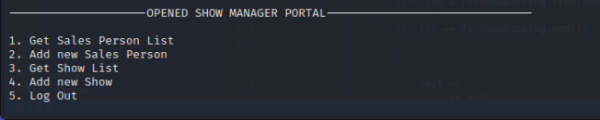 OPENED SHOW MANAGER PORTAL
1. Get Sales Person List
2. Add new Sales Person
3. Get Show List
4. Add new Show
5. Log Out